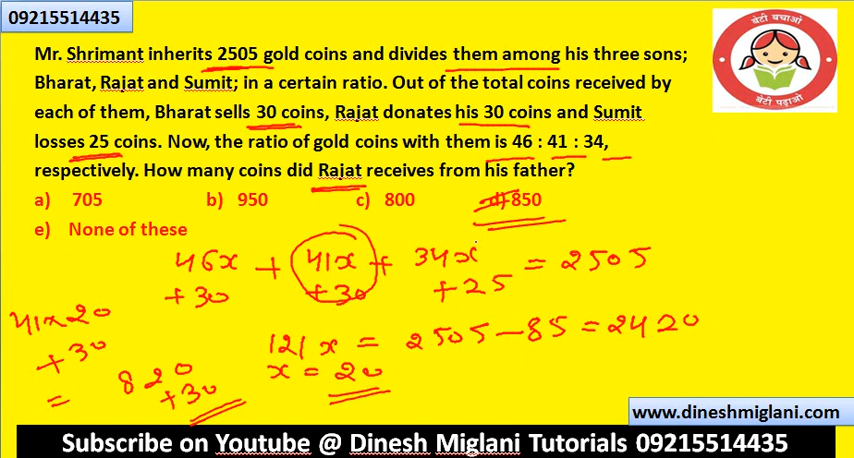 09215514435
बेटी बचाओ
Mr. Shrimant inherits 2505 gold coins and divides them among his three sons;
Bharat, Rajat and Sumit; in a certain ratio. Out of the total coins received by
each of them, Bharat sells 30 coins, Rajat donates his 30 coins and Sumit
losses 25 coins. Now, the ratio of gold coins with them is 46 : 41 : 34,
respectively. How many coins did Rajat receives from his father?
बेटी पढ़ाओ
a) 705 b) 950 c) 800 d) 850
e) None of these
46x + 41x + 34x = 2505
+30 +30 +25
41x20
+30
= 820
+30
121x = 2505-85 = 2420
x = 20
www.dineshmiglani.com
Subscribe on Youtube @ Dinesh Miglani Tutorials 09215514435